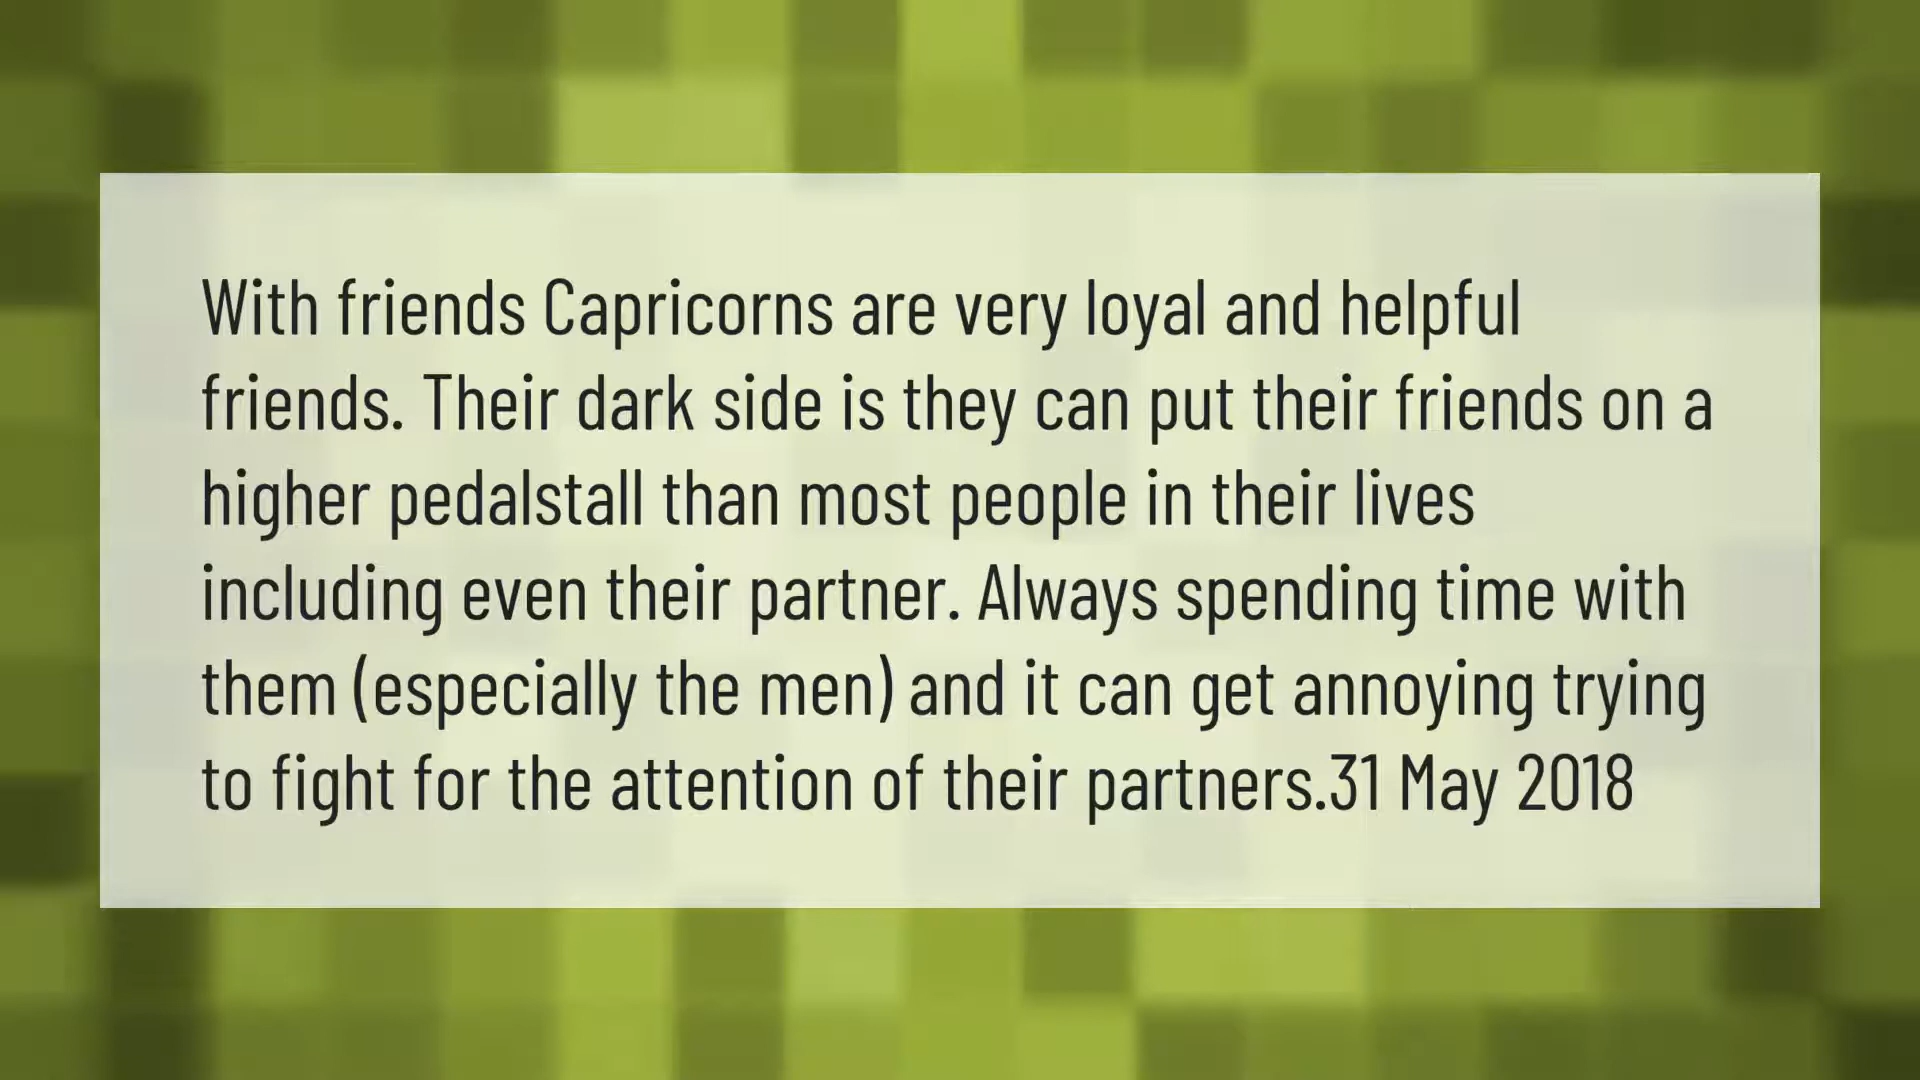 With friends Capricorns are very loyal and helpful
friends. Their dark side is they can put their friends on a
higher pedalstall than most people in their lives
including even their partner. Always spending time with
them (especially the men) and it can get annoying trying
to fight for the attention of their partners.31 May 2018